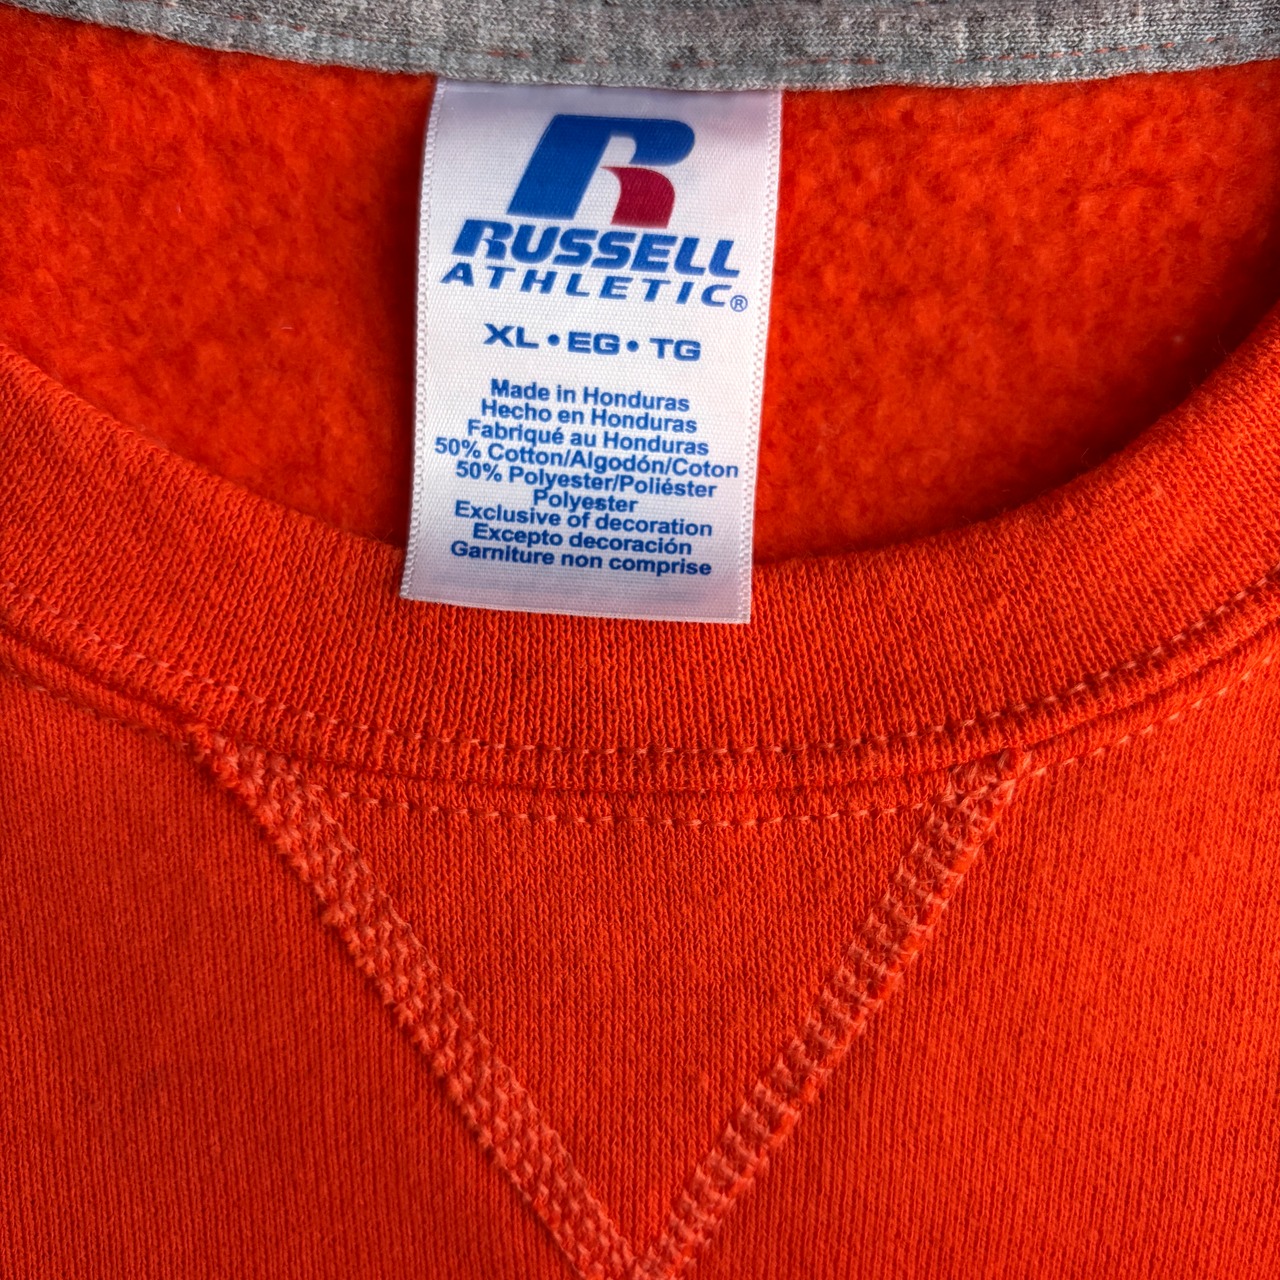 R
RUSSELL
ATHLETIC®
XL • EG • TG
Made in Honduras
Hecho en Honduras
Fabriqué au Honduras
50% Cotton/Algodón/Coton
50% Polyester/Poliéster
Polyester
Exclusive of decoration
Excepto decoración
Garniture non comprise